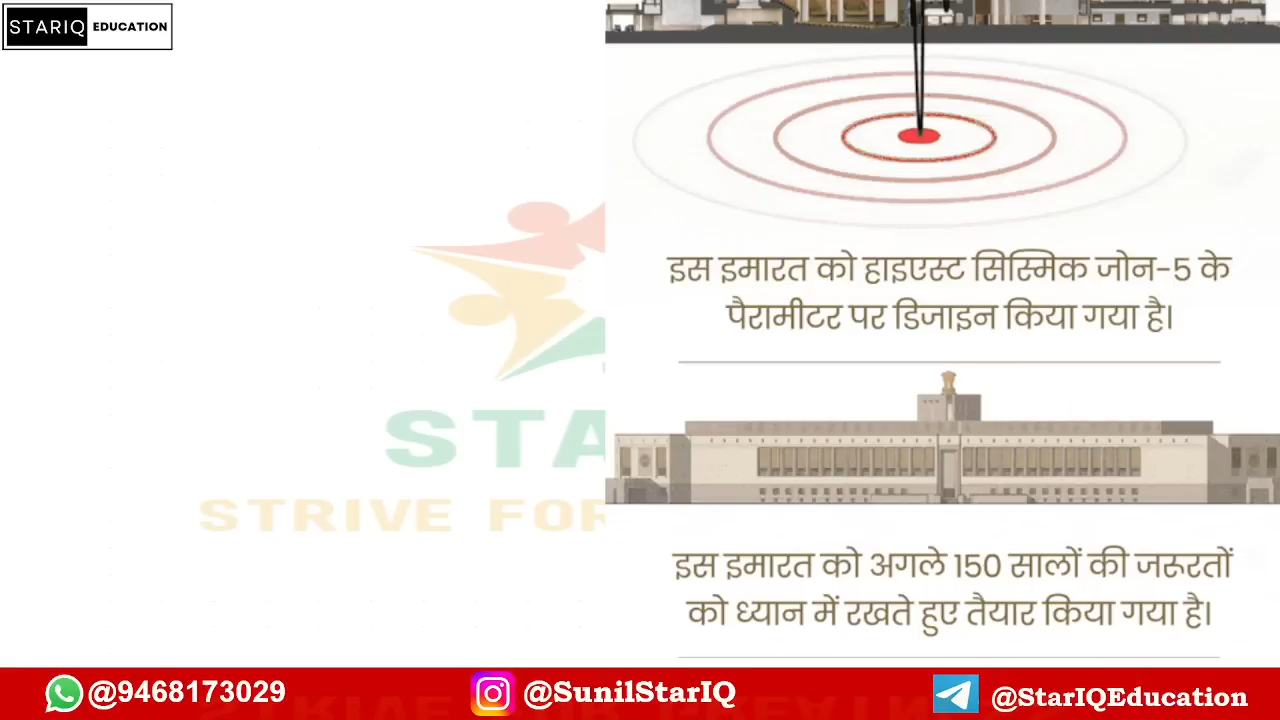 STARIQ EDUCATION
इस इमारत को हाइएस्ट सिस्मिक जोन-5 के
पैरामीटर पर डिजाइन किया गया है।
STA
STRIVE FOR
इस इमारत को अगले 150 सालों की जरूरतों
को ध्यान में रखते हुए तैयार किया गया है।
@9468173029 @SunilStarIQ @StarIQEducation